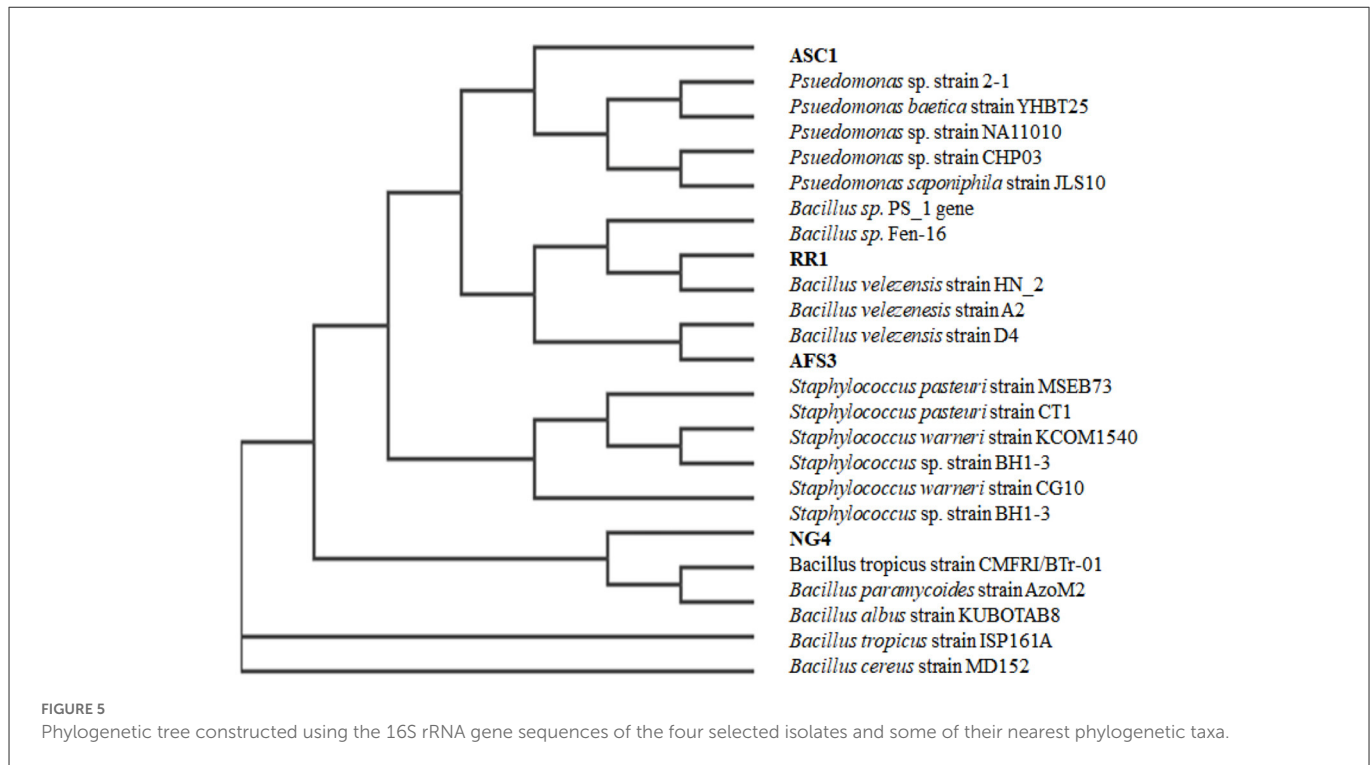 ASC1
Psuedomonas sp. strain 2-1
Psuedomonas baetica strain YHBT25
Psuedomonas sp. strain NA11010
Psuedomonas sp. strain CHP03
Psuedomonas saponiphila strain JLS10
Bacillus sp. PS_1 gene
Bacillus sp. Fen-16
RR1
Bacillus velezensis strain HN_2
Bacillus velezenesis strain A2
Bacillus velezensis strain D4
AFS3
Staphylococcus pasteuri strain MSEB73
Staphylococcus pasteuri strain CT1
Staphylococcus warneri strain KCOM1540
Staphylococcus sp. strain BH1-3
Staphylococcus warneri strain CG10
Staphylococcus sp. strain BH1-3
NG4
Bacillus tropicus strain CMFRI/BTr-01
Bacillus paramycoides strain AzoM2
Bacillus albus strain KUBOTAB8
Bacillus tropicus strain ISP161A
Bacillus cereus strain MD152
FIGURE 5
Phylogenetic tree constructed using the 16S rRNA gene sequences of the four selected isolates and some of their nearest phylogenetic taxa.